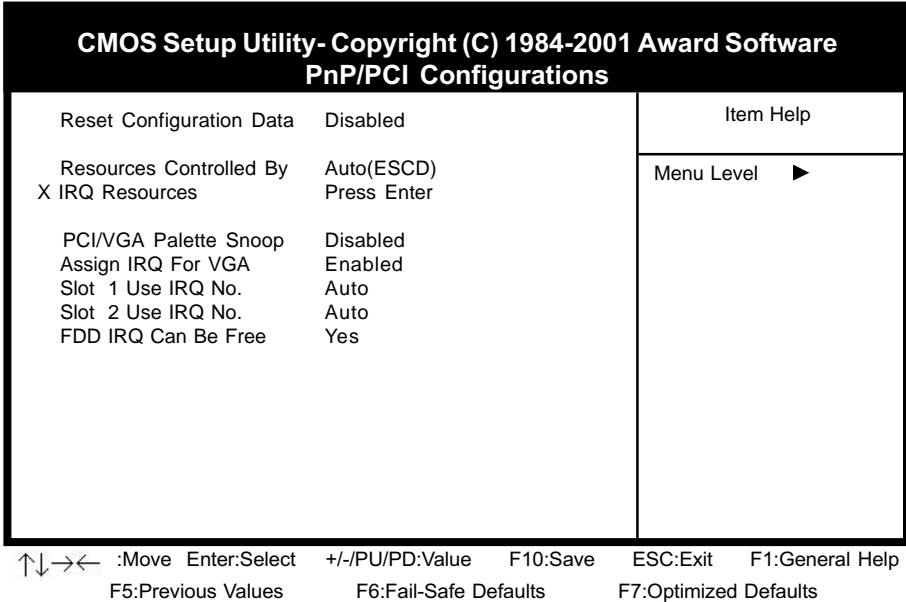 CMOS Setup Utility- Copyright (C) 1984-2001 Award Software
PnP/PCI Configurations
Reset Configuration Data Disabled
Resources Controlled By Auto(ESCD)
X IRQ Resources Press Enter
PCI/VGA Palette Snoop Disabled
Assign IRQ For VGA Enabled
Slot 1 Use IRQ No. Auto
Slot 2 Use IRQ No. Auto
FDD IRQ Can Be Free Yes
Item Help
Menu Level ▶
↑↓→← :Move Enter:Select +/-/PU/PD:Value F10:Save ESC:Exit F1:General Help
F5:Previous Values F6:Fail-Safe Defaults F7:Optimized Defaults